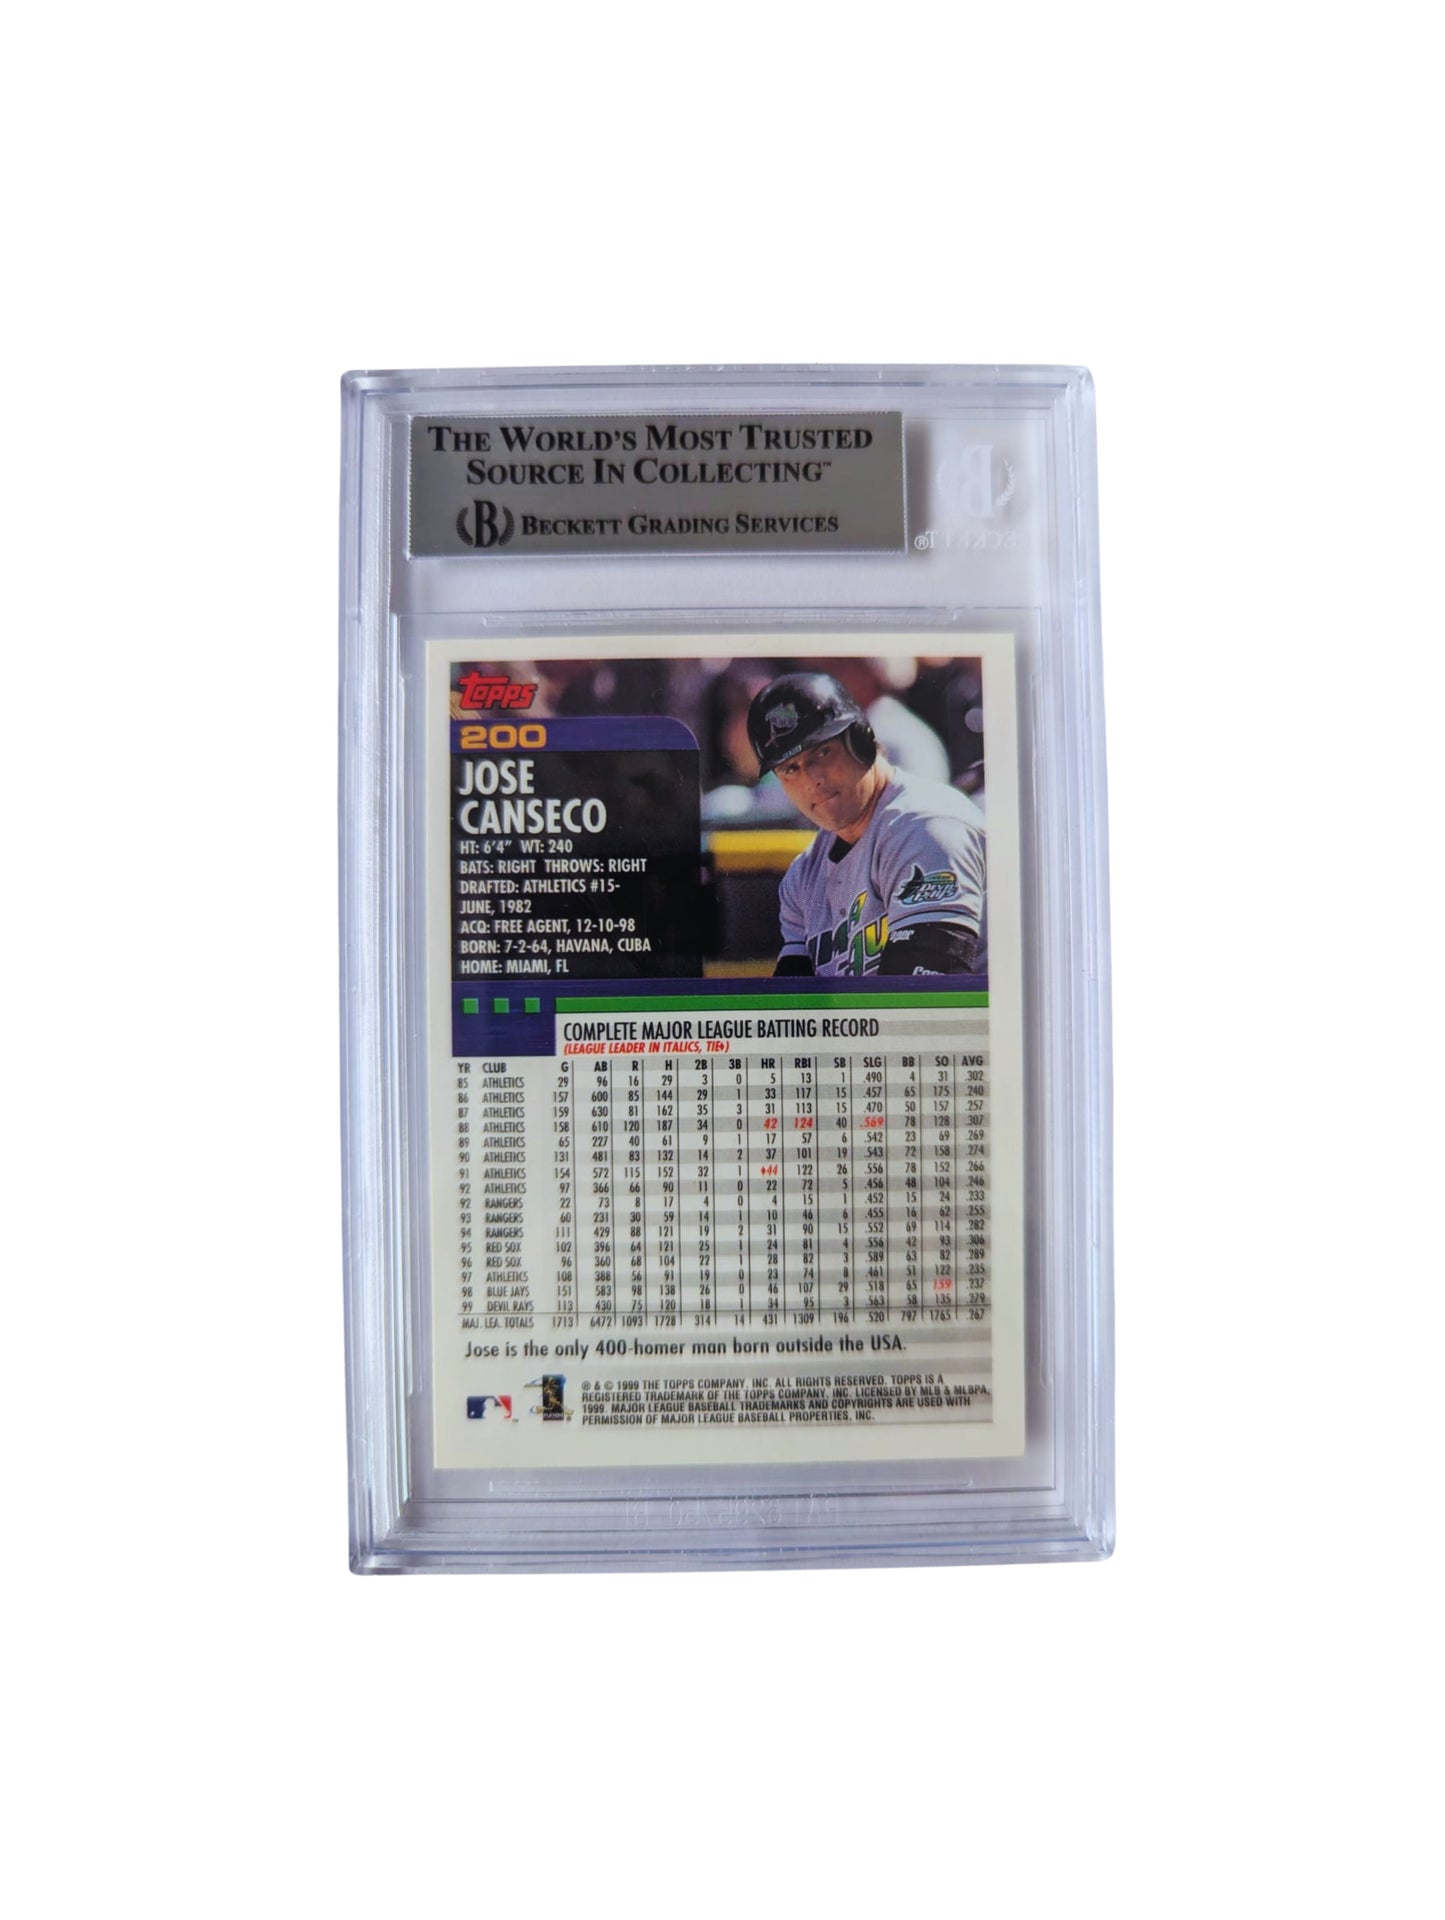 THE WORLD'S MOST TRUSTED
SOURCE IN COLLECTING™
B BECKETT GRADING SERVICES
B
BECKETT®
Topps
200
JOSE
CANSECO
HT: 6'4" WT: 240
BATS: RIGHT THROWS: RIGHT
DRAFTED: ATHLETICS #15-
JUNE, 1982
ACQ: FREE AGENT, 12-10-98
BORN: 7-2-64, HAVANA, CUBA
HOME: MIAMI, FL
DEVIL
RAYS
COMPLETE MAJOR LEAGUE BATTING RECORD
(LEAGUE LEADER IN ITALICS, TIE♦)
YR CLUB G AB R H 2B 3B HR RBI SB SLG BB SO AVG
85 ATHLETICS 29 96 16 29 3 0 5 13 1 .490 4 31 .302
86 ATHLETICS 157 600 85 144 29 1 33 117 15 .457 65 175 .240
87 ATHLETICS 159 630 81 162 35 3 31 113 15 .470 50 157 .257
88 ATHLETICS 158 610 120 187 34 0 42 124 40 .569 78 128 .307
89 ATHLETICS 65 227 40 61 9 1 17 57 6 .542 23 69 .269
90 ATHLETICS 131 481 83 132 14 2 37 101 19 .543 72 158 .274
91 ATHLETICS 154 572 115 152 32 1 ♦44 122 26 .556 78 152 .266
92 ATHLETICS 97 366 66 90 11 0 22 72 5 .456 48 104 .246
92 RANGERS 22 73 8 17 4 0 4 15 1 .452 15 24 .233
93 RANGERS 60 231 30 59 14 1 10 46 6 .455 16 62 .255
94 RANGERS 111 429 88 121 19 2 31 90 15 .552 69 114 .282
95 RED SOX 102 396 64 121 25 1 24 81 4 .556 42 93 .306
96 RED SOX 96 360 68 104 22 1 28 82 3 .589 63 82 .289
97 ATHLETICS 108 388 56 91 19 0 23 74 8 .461 51 122 .235
98 BLUE JAYS 151 583 98 138 26 0 46 107 29 .518 65 159 .237
99 DEVIL RAYS 113 430 75 120 18 1 34 95 3 .563 58 135 .279
MAJ. LEA. TOTALS 1713 6472 1093 1728 314 14 431 1309 196 .520 797 1765 .267
Jose is the only 400-homer man born outside the USA.
® & © 1999 THE TOPPS COMPANY, INC. ALL RIGHTS RESERVED. TOPPS IS A
REGISTERED TRADEMARK OF THE TOPPS COMPANY, INC. LICENSED BY MLB & MLBPA,
1999. MAJOR LEAGUE BASEBALL TRADEMARKS AND COPYRIGHTS ARE USED WITH
PERMISSION OF MAJOR LEAGUE BASEBALL PROPERTIES, INC.